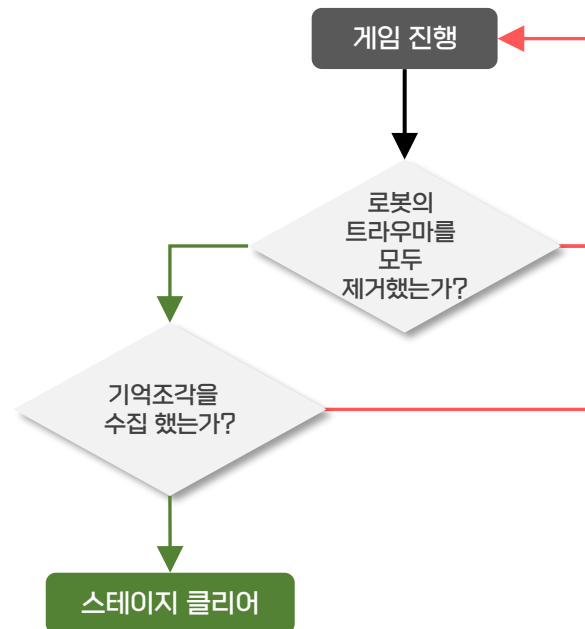 게임 진행
로봇의
트라우마를
모두
제거했는가?
기억조각을
수집 했는가?
스테이지 클리어